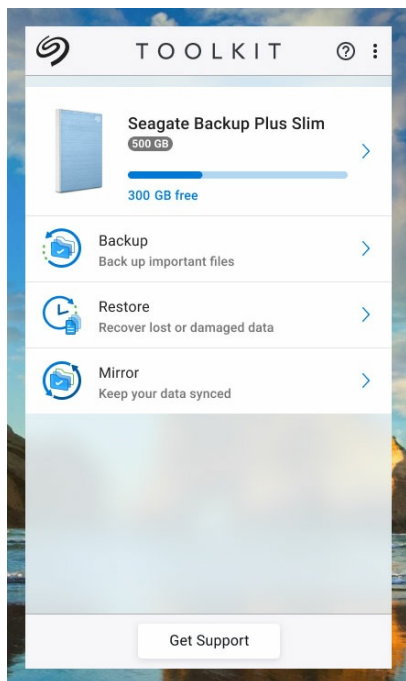 TOOLKIT
Seagate Backup Plus Slim
500 GB
300 GB free
Backup
Back up important files
Restore
Recover lost or damaged data
Mirror
Keep your data synced
Get Support